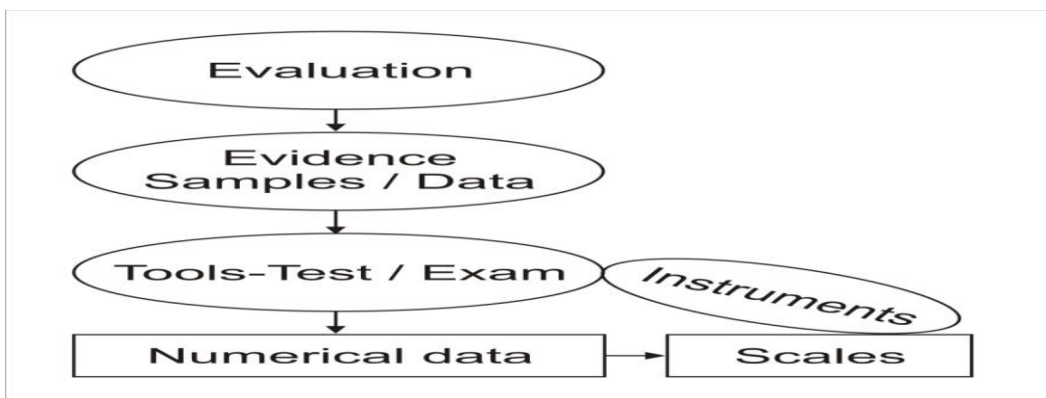 Evaluation
Evidence
Samples / Data
Tools-Test / Exam
Instruments
Numerical data
Scales